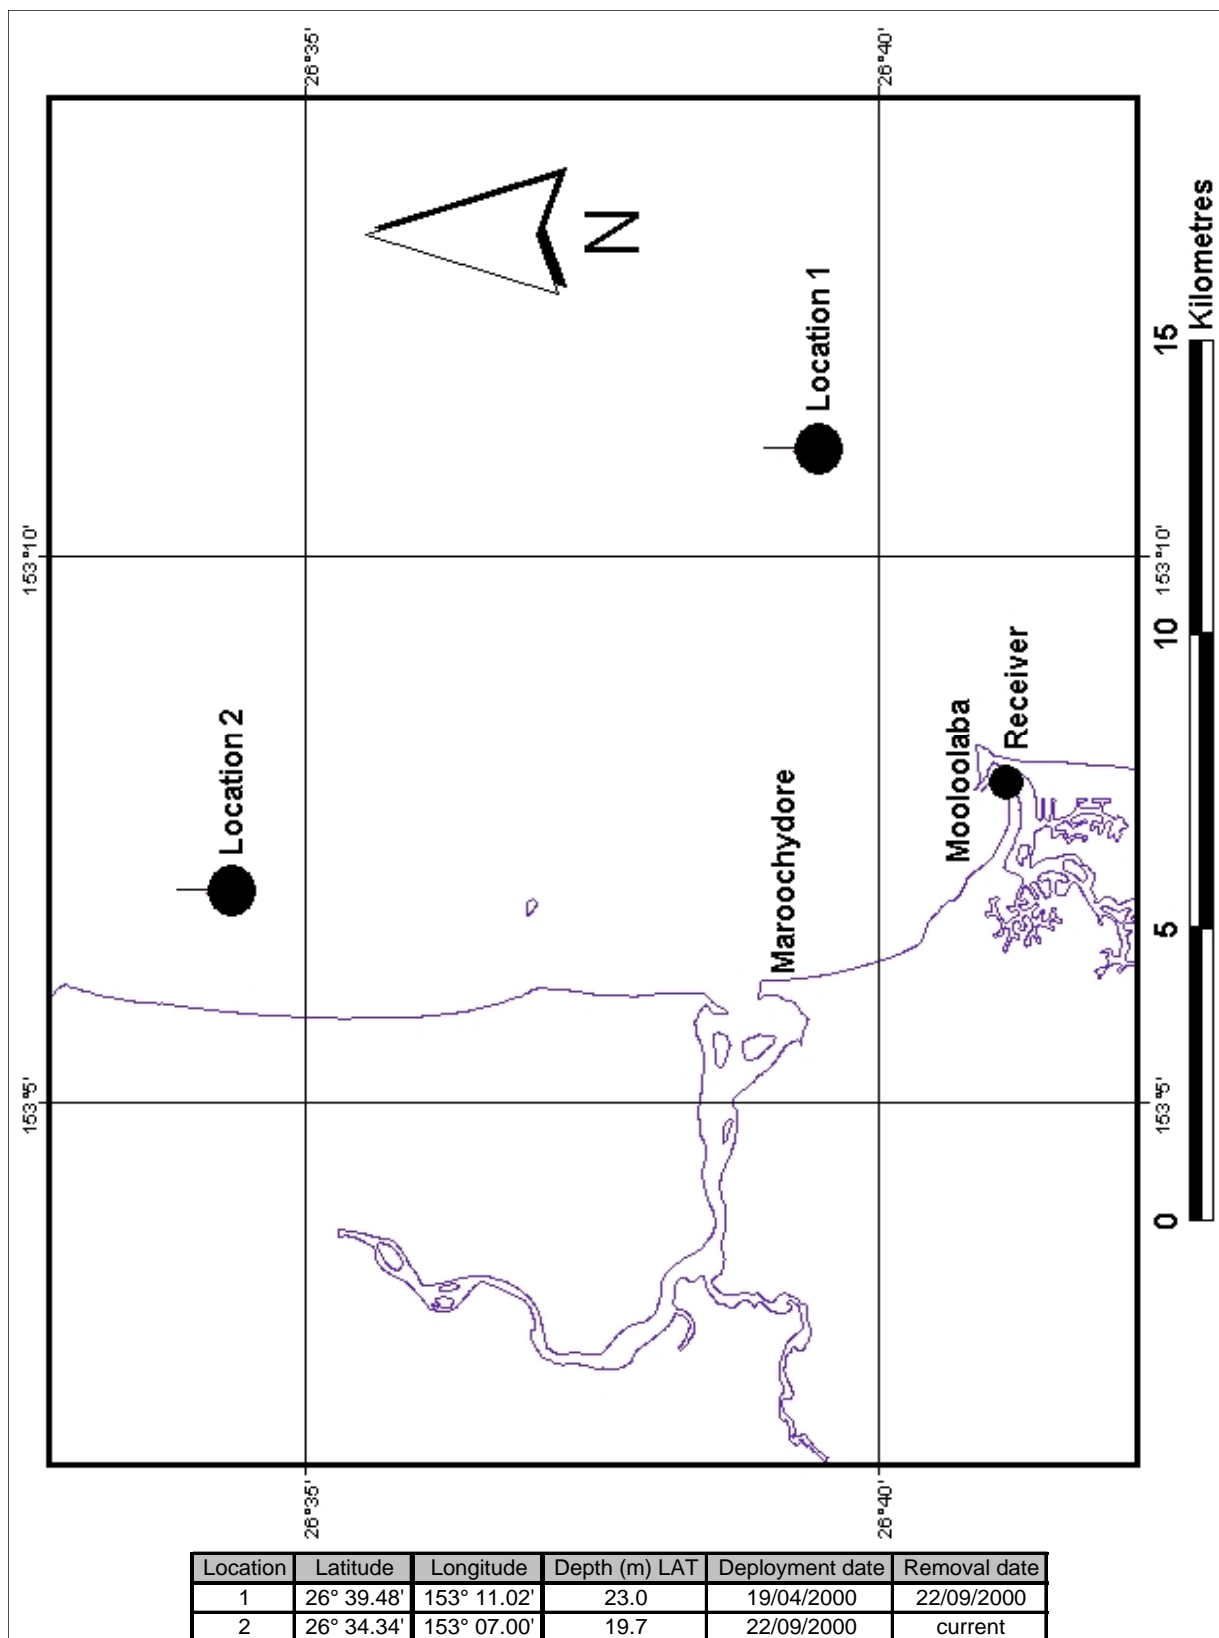 26°35'
26°40'
153°10'
153°5'
N
Location 1
Location 2
Maroochydore
Mooloolaba
Receiver
153°10'
153°5'
26°35'
26°40'
0 5 10 15
Kilometres
Location Latitude Longitude Depth (m) LAT Deployment date Removal date
1 26° 39.48' 153° 11.02' 23.0 19/04/2000 22/09/2000
2 26° 34.34' 153° 07.00' 19.7 22/09/2000 current